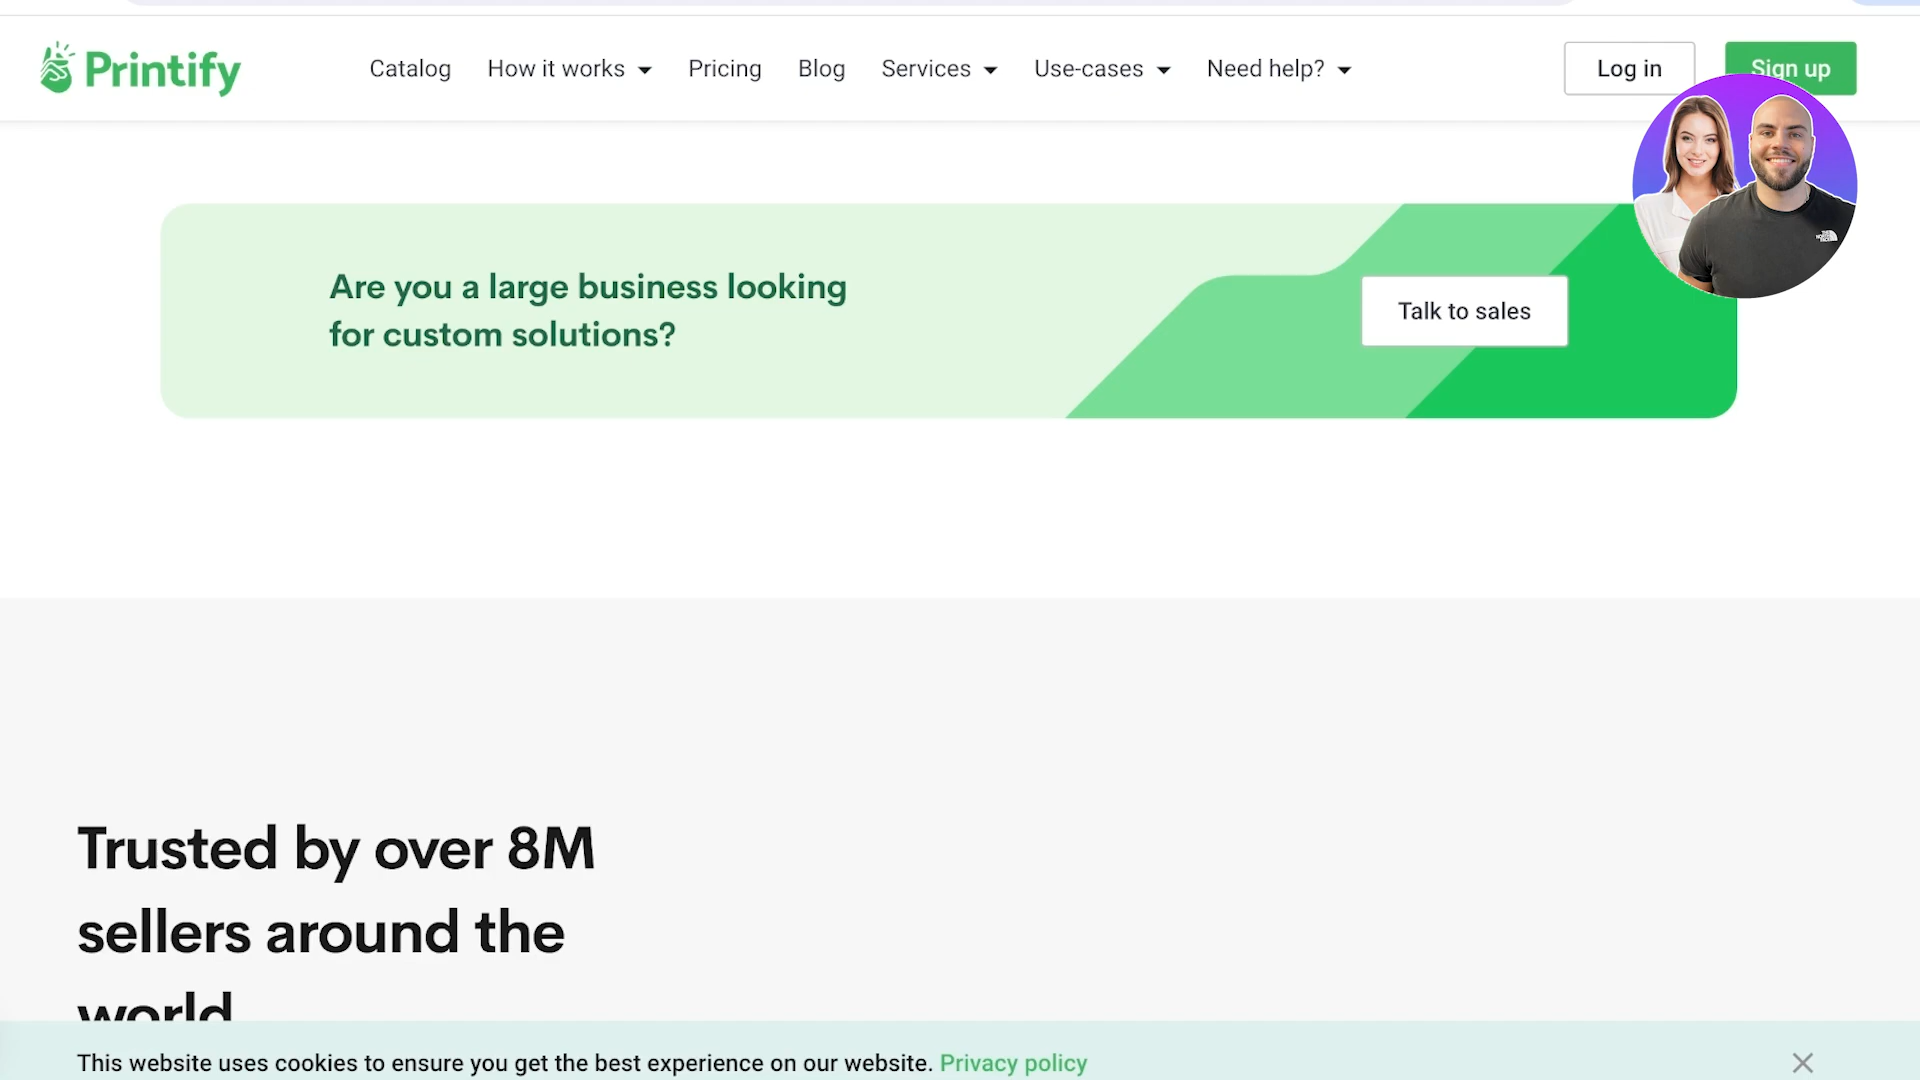 Printify
Catalog How it works Pricing Blog Services Use-cases Need help? Log in Sign up
Are you a large business looking
for custom solutions?
Talk to sales
Trusted by over 8M
sellers around the
world
This website uses cookies to ensure you get the best experience on our website. Privacy policy